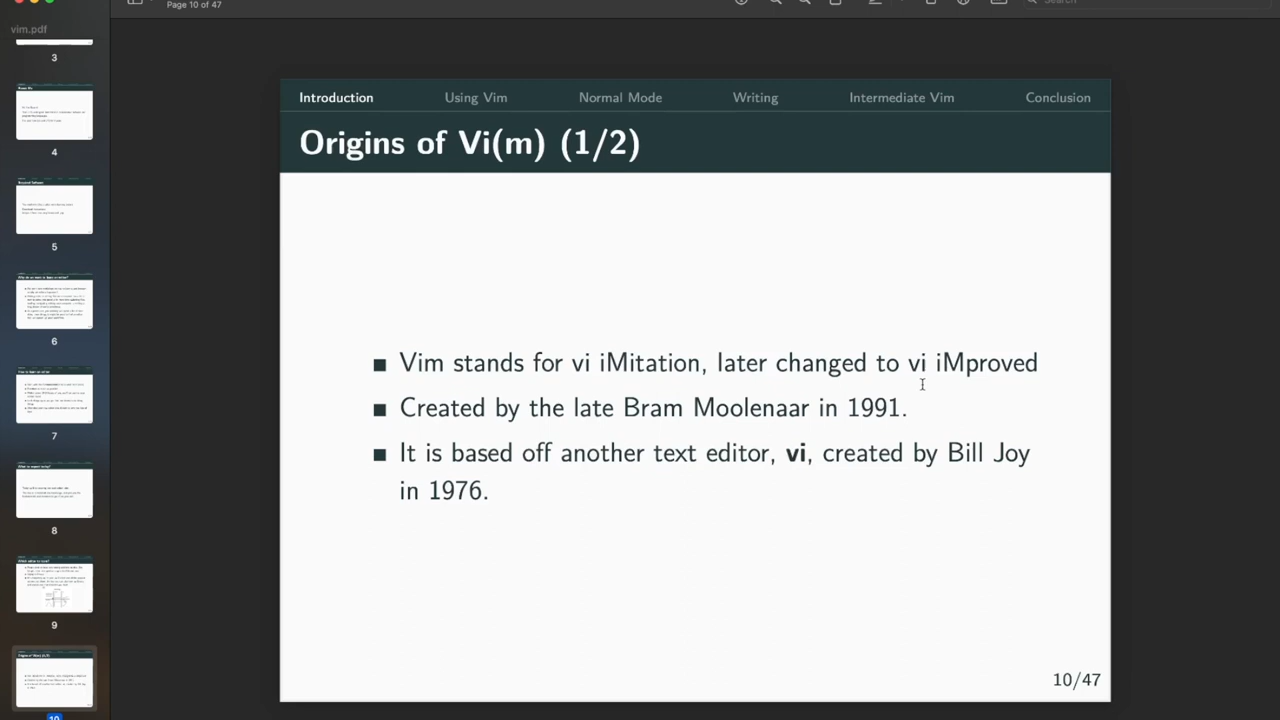 Page 10 of 47
Search
vim.pdf
3
4
5
6
7
8
9
10
Introduction Using Vim Normal Mode Writing Intermediate Vim Conclusion
Origins of Vi(m) (1/2)
Vim stands for vi iMitation, later changed to vi iMproved
Created by the late Bram Moolenaar in 1991.
It is based off another text editor, vi, created by Bill Joy
in 1976.
10/47